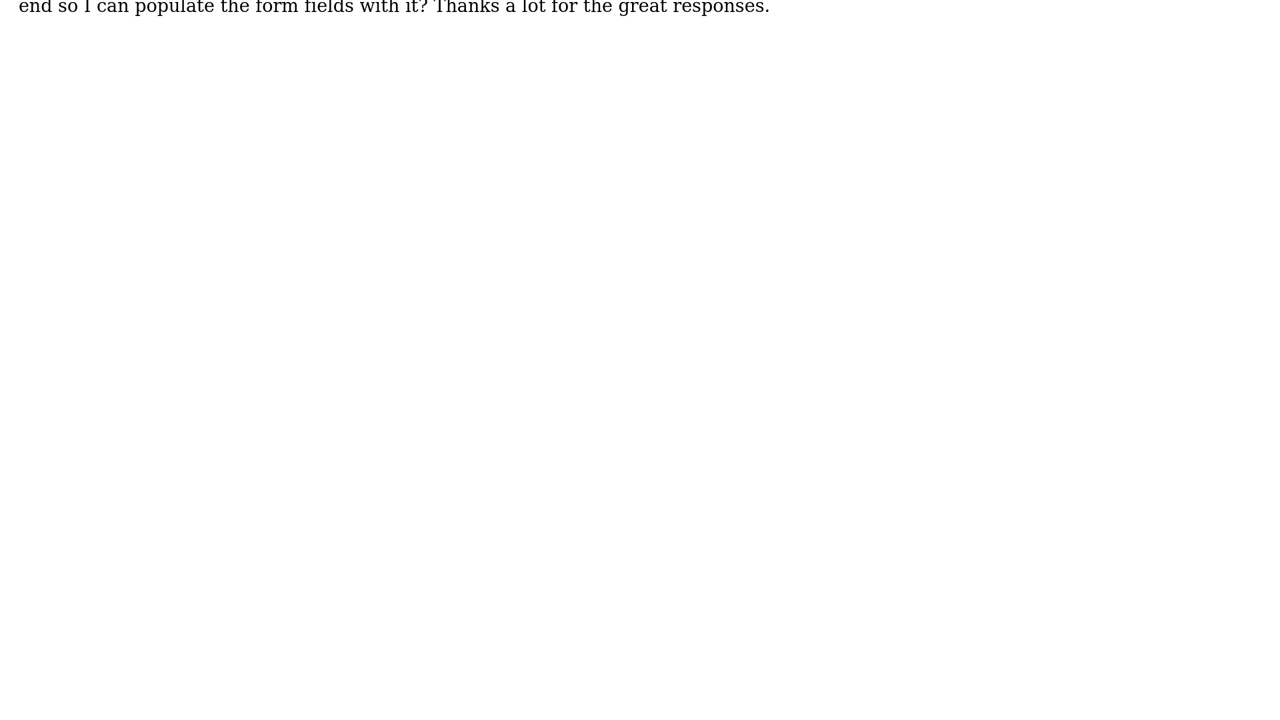 end so I can populate the form fields with it? Thanks a lot for the great responses.